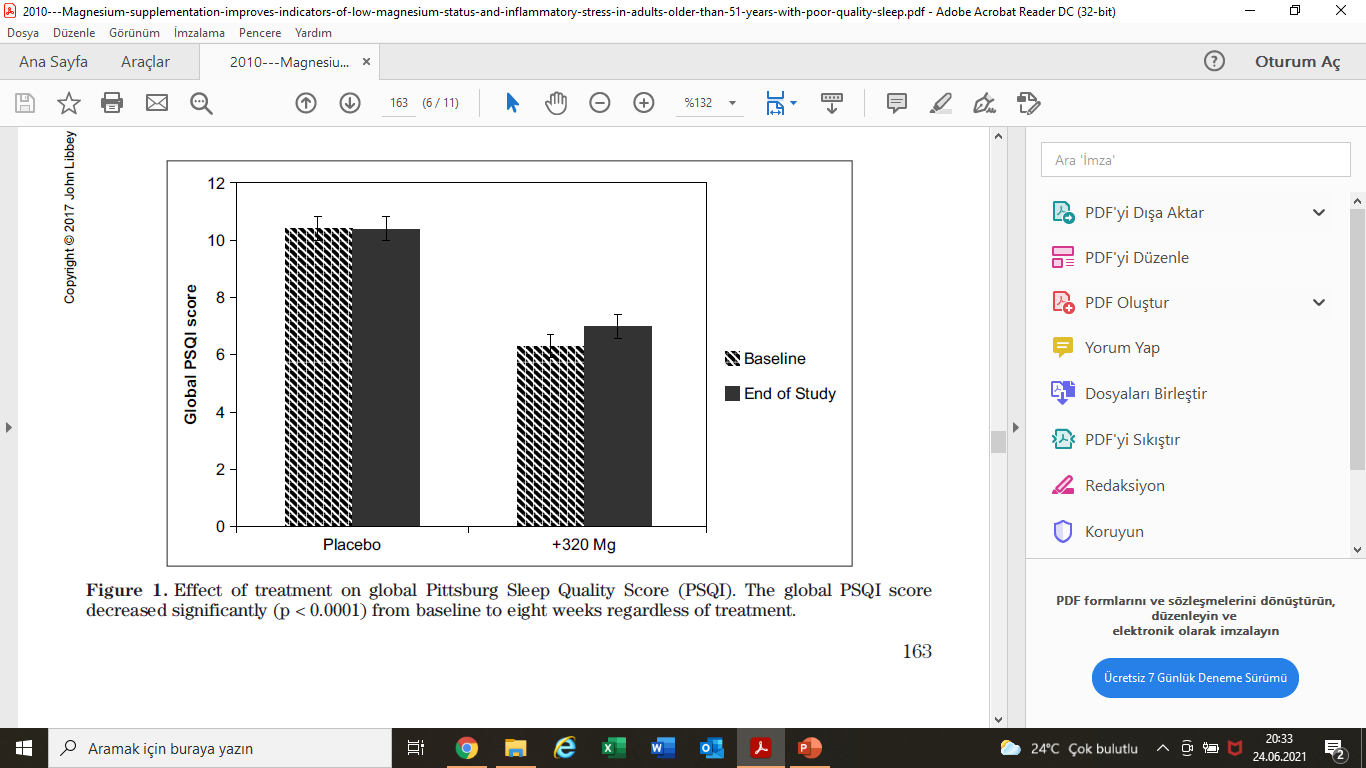 2010---Magnesium-supplementation-improves-indicators-of-low-magnesium-status-and-inflammatory-stress-in-adults-older-than-51-years-with-poor-quality-sleep.pdf - Adobe Acrobat Reader DC (32-bit)
Dosya Düzenle Görünüm İmzalama Pencere Yardım
Ana Sayfa Araçlar 2010---Magnesiu... × Oturum Aç
163 (6 / 11) %132
Copyright © 2017 John Libbey
12
10
8
6
4
2
0
Global PSQI score
Placebo +320 Mg
Baseline
End of Study
Figure 1. Effect of treatment on global Pittsburg Sleep Quality Score (PSQI). The global PSQI score
decreased significantly (p < 0.0001) from baseline to eight weeks regardless of treatment.
163
Ara 'İmza'
PDF'yi Dışa Aktar
PDF'yi Düzenle
PDF Oluştur
Yorum Yap
Dosyaları Birleştir
PDF'yi Sıkıştır
Redaksiyon
Koruyun
PDF formlarını ve sözleşmelerini dönüştürün,
düzenleyin ve
elektronik olarak imzalayın
Ücretsiz 7 Günlük Deneme Sürümü
Aramak için buraya yazın
24°C Çok bulutlu
20:33
24.06.2021
2